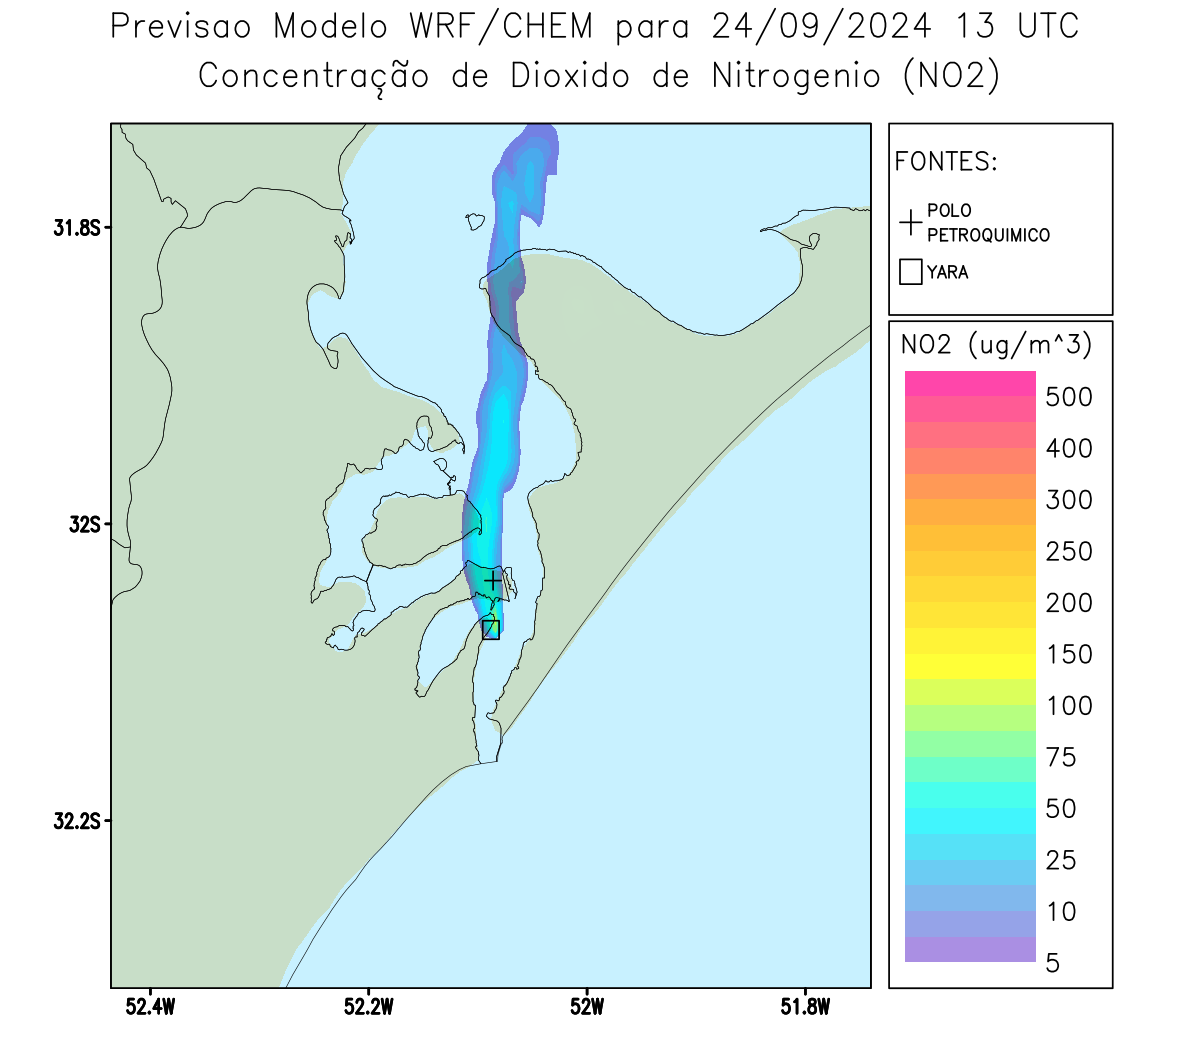 Previsao Modelo WRF/CHEM para 24/09/2024 13 UTC
Concentração de Dioxido de Nitrogenio (NO2)
FONTES:
POLO
PETROQUIMICO
YARA
NO2 (ug/m^3)
500
400
300
250
200
150
100
75
50
25
10
5
31.8S
32S
32.2S
52.4W
52.2W
52W
51.8W